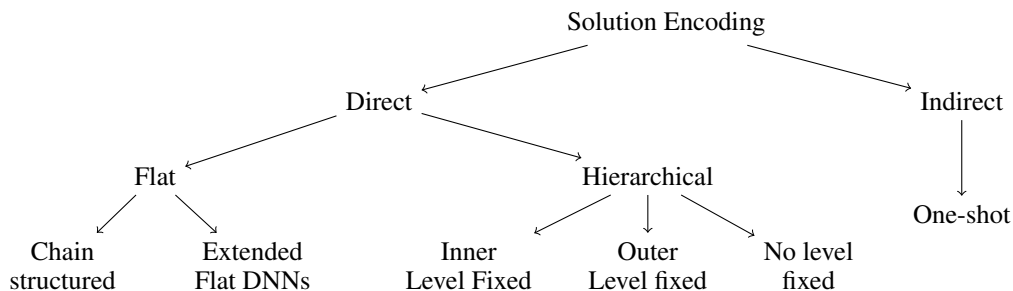 Solution Encoding
Direct
Indirect
Flat
Hierarchical
One-shot
Chain
structured
Extended
Flat DNNs
Inner
Level Fixed
Outer
Level fixed
No level
fixed